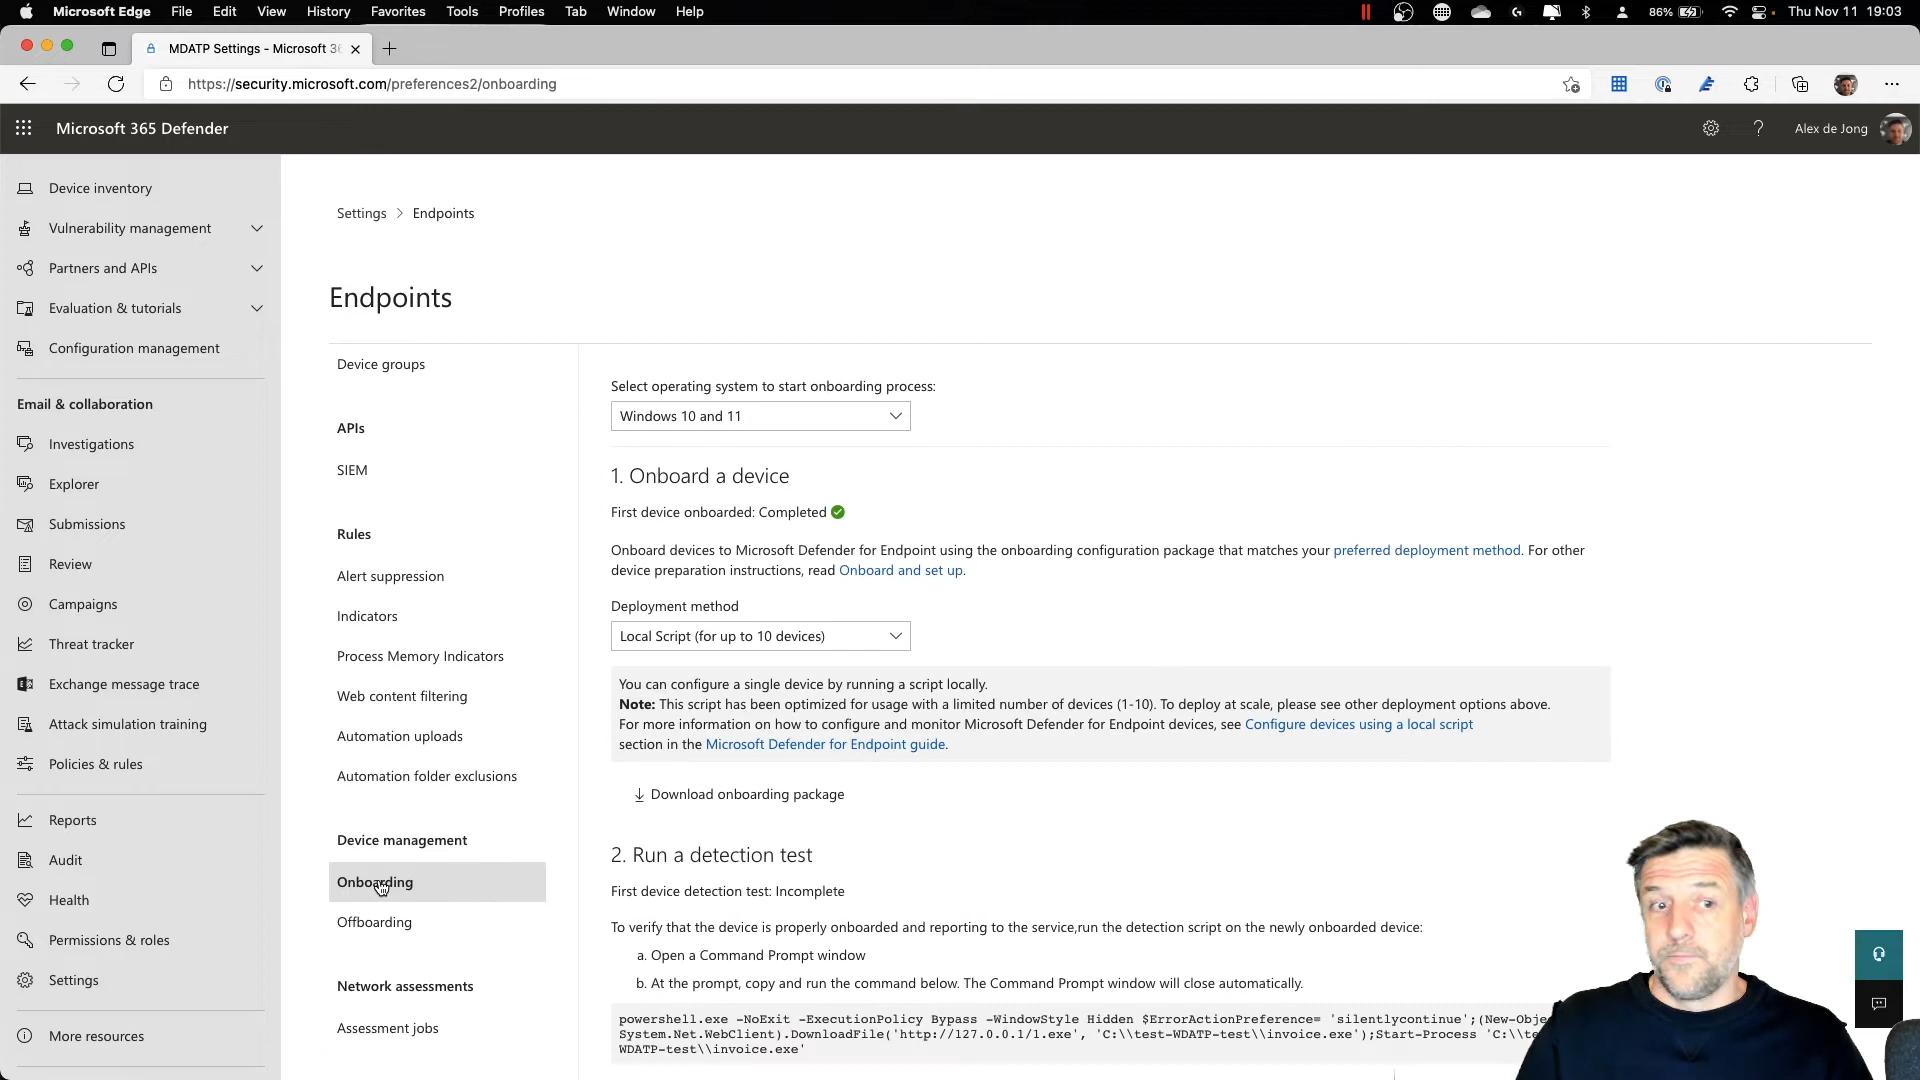 Microsoft Edge File Edit View History Favorites Tools Profiles Tab Window Help 86% Thu Nov 11 19:03
MDATP Settings - Microsoft 36
https://security.microsoft.com/preferences2/onboarding
Microsoft 365 Defender
Alex de Jong
Device inventory
Vulnerability management
Partners and APIs
Evaluation & tutorials
Configuration management
Email & collaboration
Investigations
Explorer
Submissions
Review
Campaigns
Threat tracker
Exchange message trace
Attack simulation training
Policies & rules
Reports
Audit
Health
Permissions & roles
Settings
More resources
Settings > Endpoints
Endpoints
Device groups
APIs
SIEM
Rules
Alert suppression
Indicators
Process Memory Indicators
Web content filtering
Automation uploads
Automation folder exclusions
Device management
Onboarding
Offboarding
Network assessments
Assessment jobs
Select operating system to start onboarding process:
Windows 10 and 11
1. Onboard a device
First device onboarded: Completed
Onboard devices to Microsoft Defender for Endpoint using the onboarding configuration package that matches your preferred deployment method. For other
device preparation instructions, read Onboard and set up.
Deployment method
Local Script (for up to 10 devices)
You can configure a single device by running a script locally.
Note: This script has been optimized for usage with a limited number of devices (1-10). To deploy at scale, please see other deployment options above.
For more information on how to configure and monitor Microsoft Defender for Endpoint devices, see Configure devices using a local script
section in the Microsoft Defender for Endpoint guide.
Download onboarding package
2. Run a detection test
First device detection test: Incomplete
To verify that the device is properly onboarded and reporting to the service,run the detection script on the newly onboarded device:
a. Open a Command Prompt window
b. At the prompt, copy and run the command below. The Command Prompt window will close automatically.
powershell.exe -NoExit -ExecutionPolicy Bypass -WindowStyle Hidden $ErrorActionPreference= 'silentlycontinue';(New-Obje
System.Net.WebClient).DownloadFile('http://127.0.0.1/1.exe', 'C:\\test-WDATP-test\\invoice.exe');Start-Process 'C:\\te
WDATP-test\\invoice.exe'